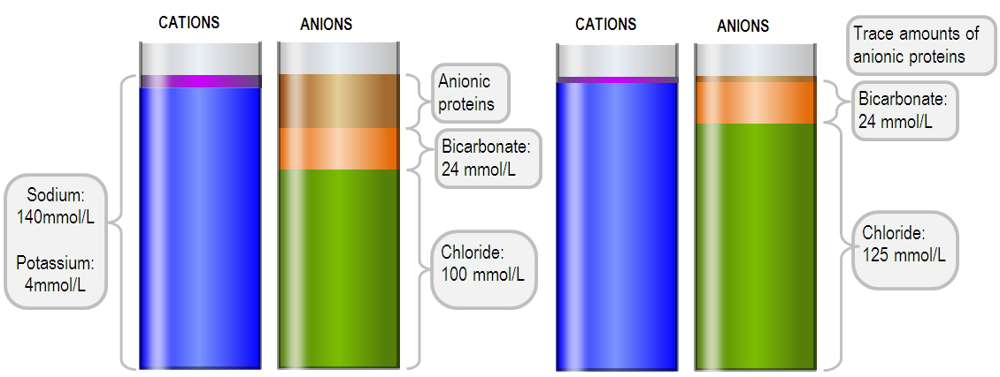 CATIONS
ANIONS
Sodium:
140mmol/L
Potassium:
4mmol/L
Anionic
proteins
Bicarbonate:
24 mmol/L
Chloride:
100 mmol/L
CATIONS
ANIONS
Trace amounts of
anionic proteins
Bicarbonate:
24 mmol/L
Chloride:
125 mmol/L